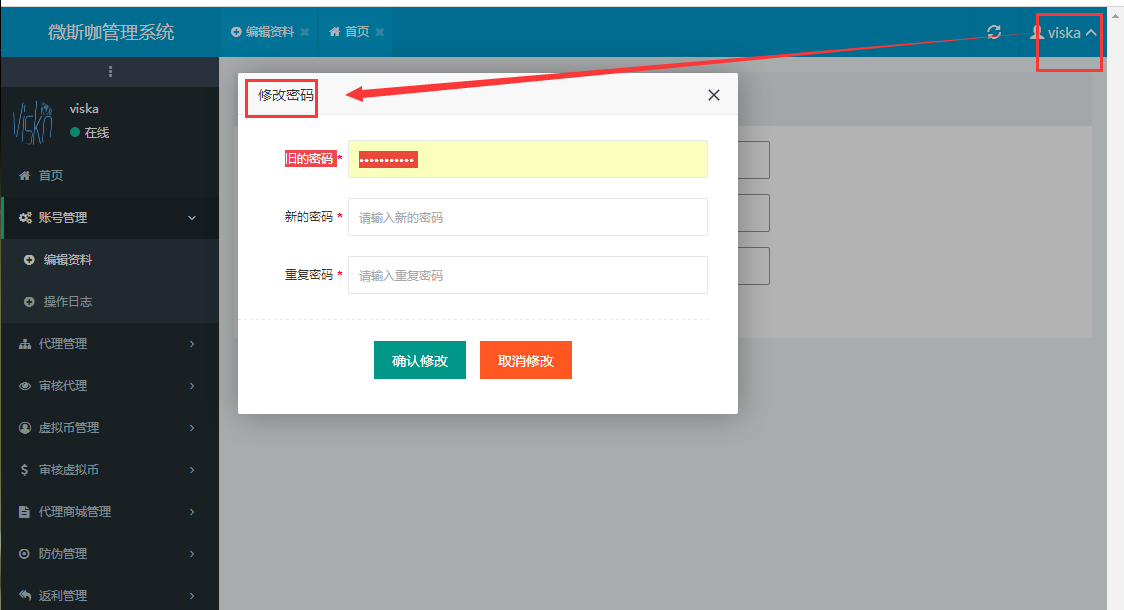 微斯咖管理系统
编辑资料
首页
viska
viska
在线
首页
账号管理
编辑资料
操作日志
代理管理
审核代理
虚拟币管理
审核虚拟币
代理商城管理
防伪管理
返利管理
修改密码
旧的密码 * •••••••••••
新的密码 * 请输入新的密码
重复密码 * 请输入重复密码
确认修改 取消修改